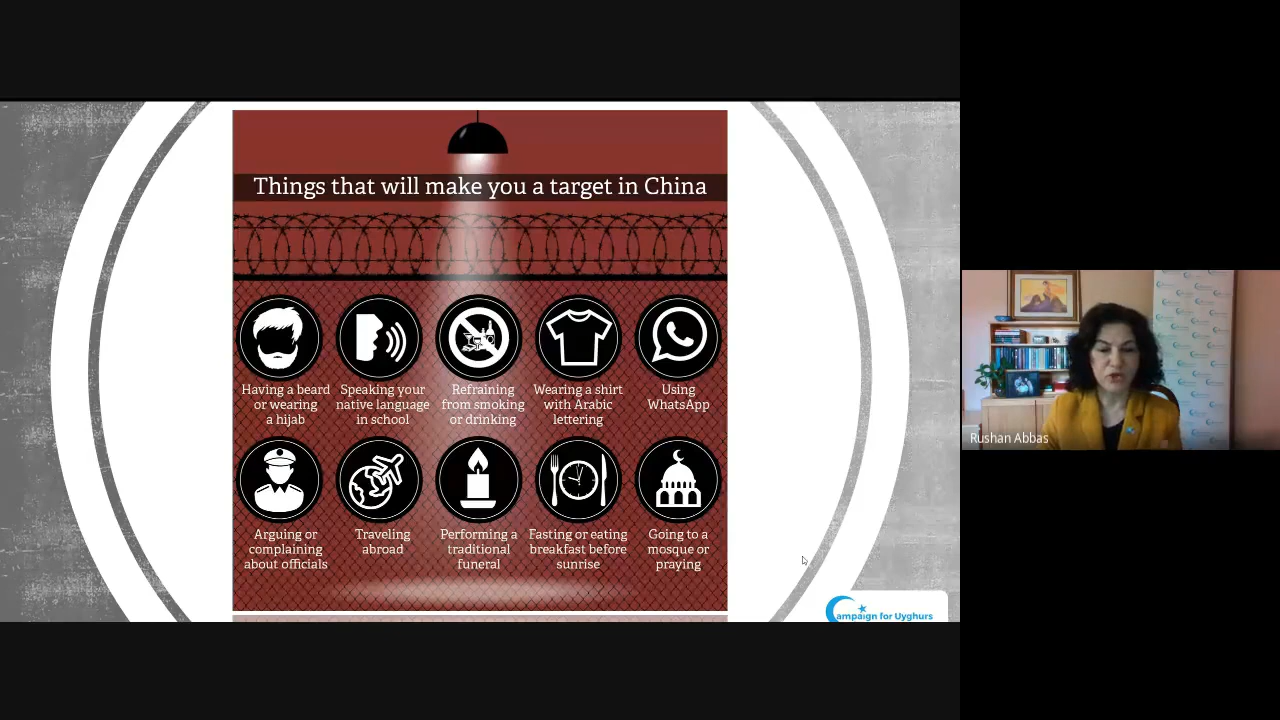 Things that will make you a target in China
Having a beard
or wearing
a hijab
Speaking your
native language
in school
Refraining
from smoking
or drinking
Wearing a shirt
with Arabic
lettering
Using
WhatsApp
Arguing or
complaining
about officials
Traveling
abroad
Performing a
traditional
funeral
Fasting or eating
breakfast before
sunrise
Going to a
mosque or
praying
ampaign for Uyghurs
Rushan Abbas